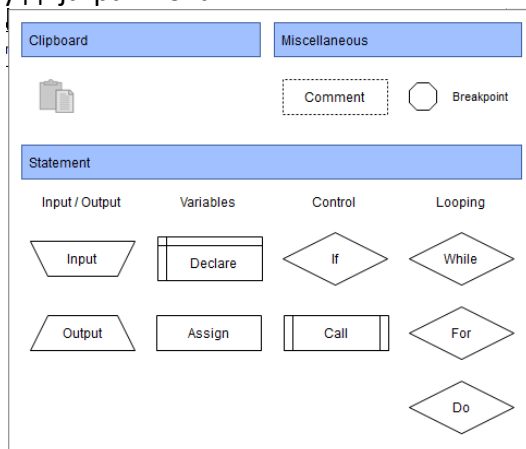 Clipboard
Miscellaneous
Comment
Breakpoint
Statement
Input / Output
Variables
Control
Looping
Input
Declare
If
While
Output
Assign
Call
For
Do